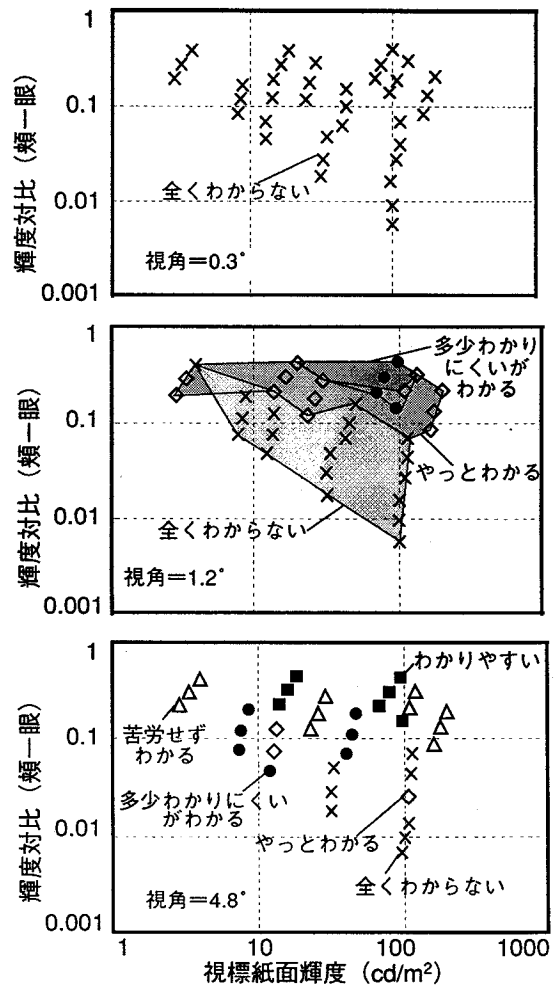 1
0.1
0.01
0.001
輝度対比（頬ー眼）
全くわからない
視角＝0.3°
1
0.1
0.01
0.001
輝度対比（頬ー眼）
多少わかり
にくいが
わかる
やっとわかる
全くわからない
視角＝1.2°
1
0.1
0.01
0.001
輝度対比（頬ー眼）
わかりやすい
苦労せず
わかる
多少わかりにくい
がわかる
やっとわかる
全くわからない
視角＝4.8°
1 10 100 1000
視標紙面輝度（cd/m²）